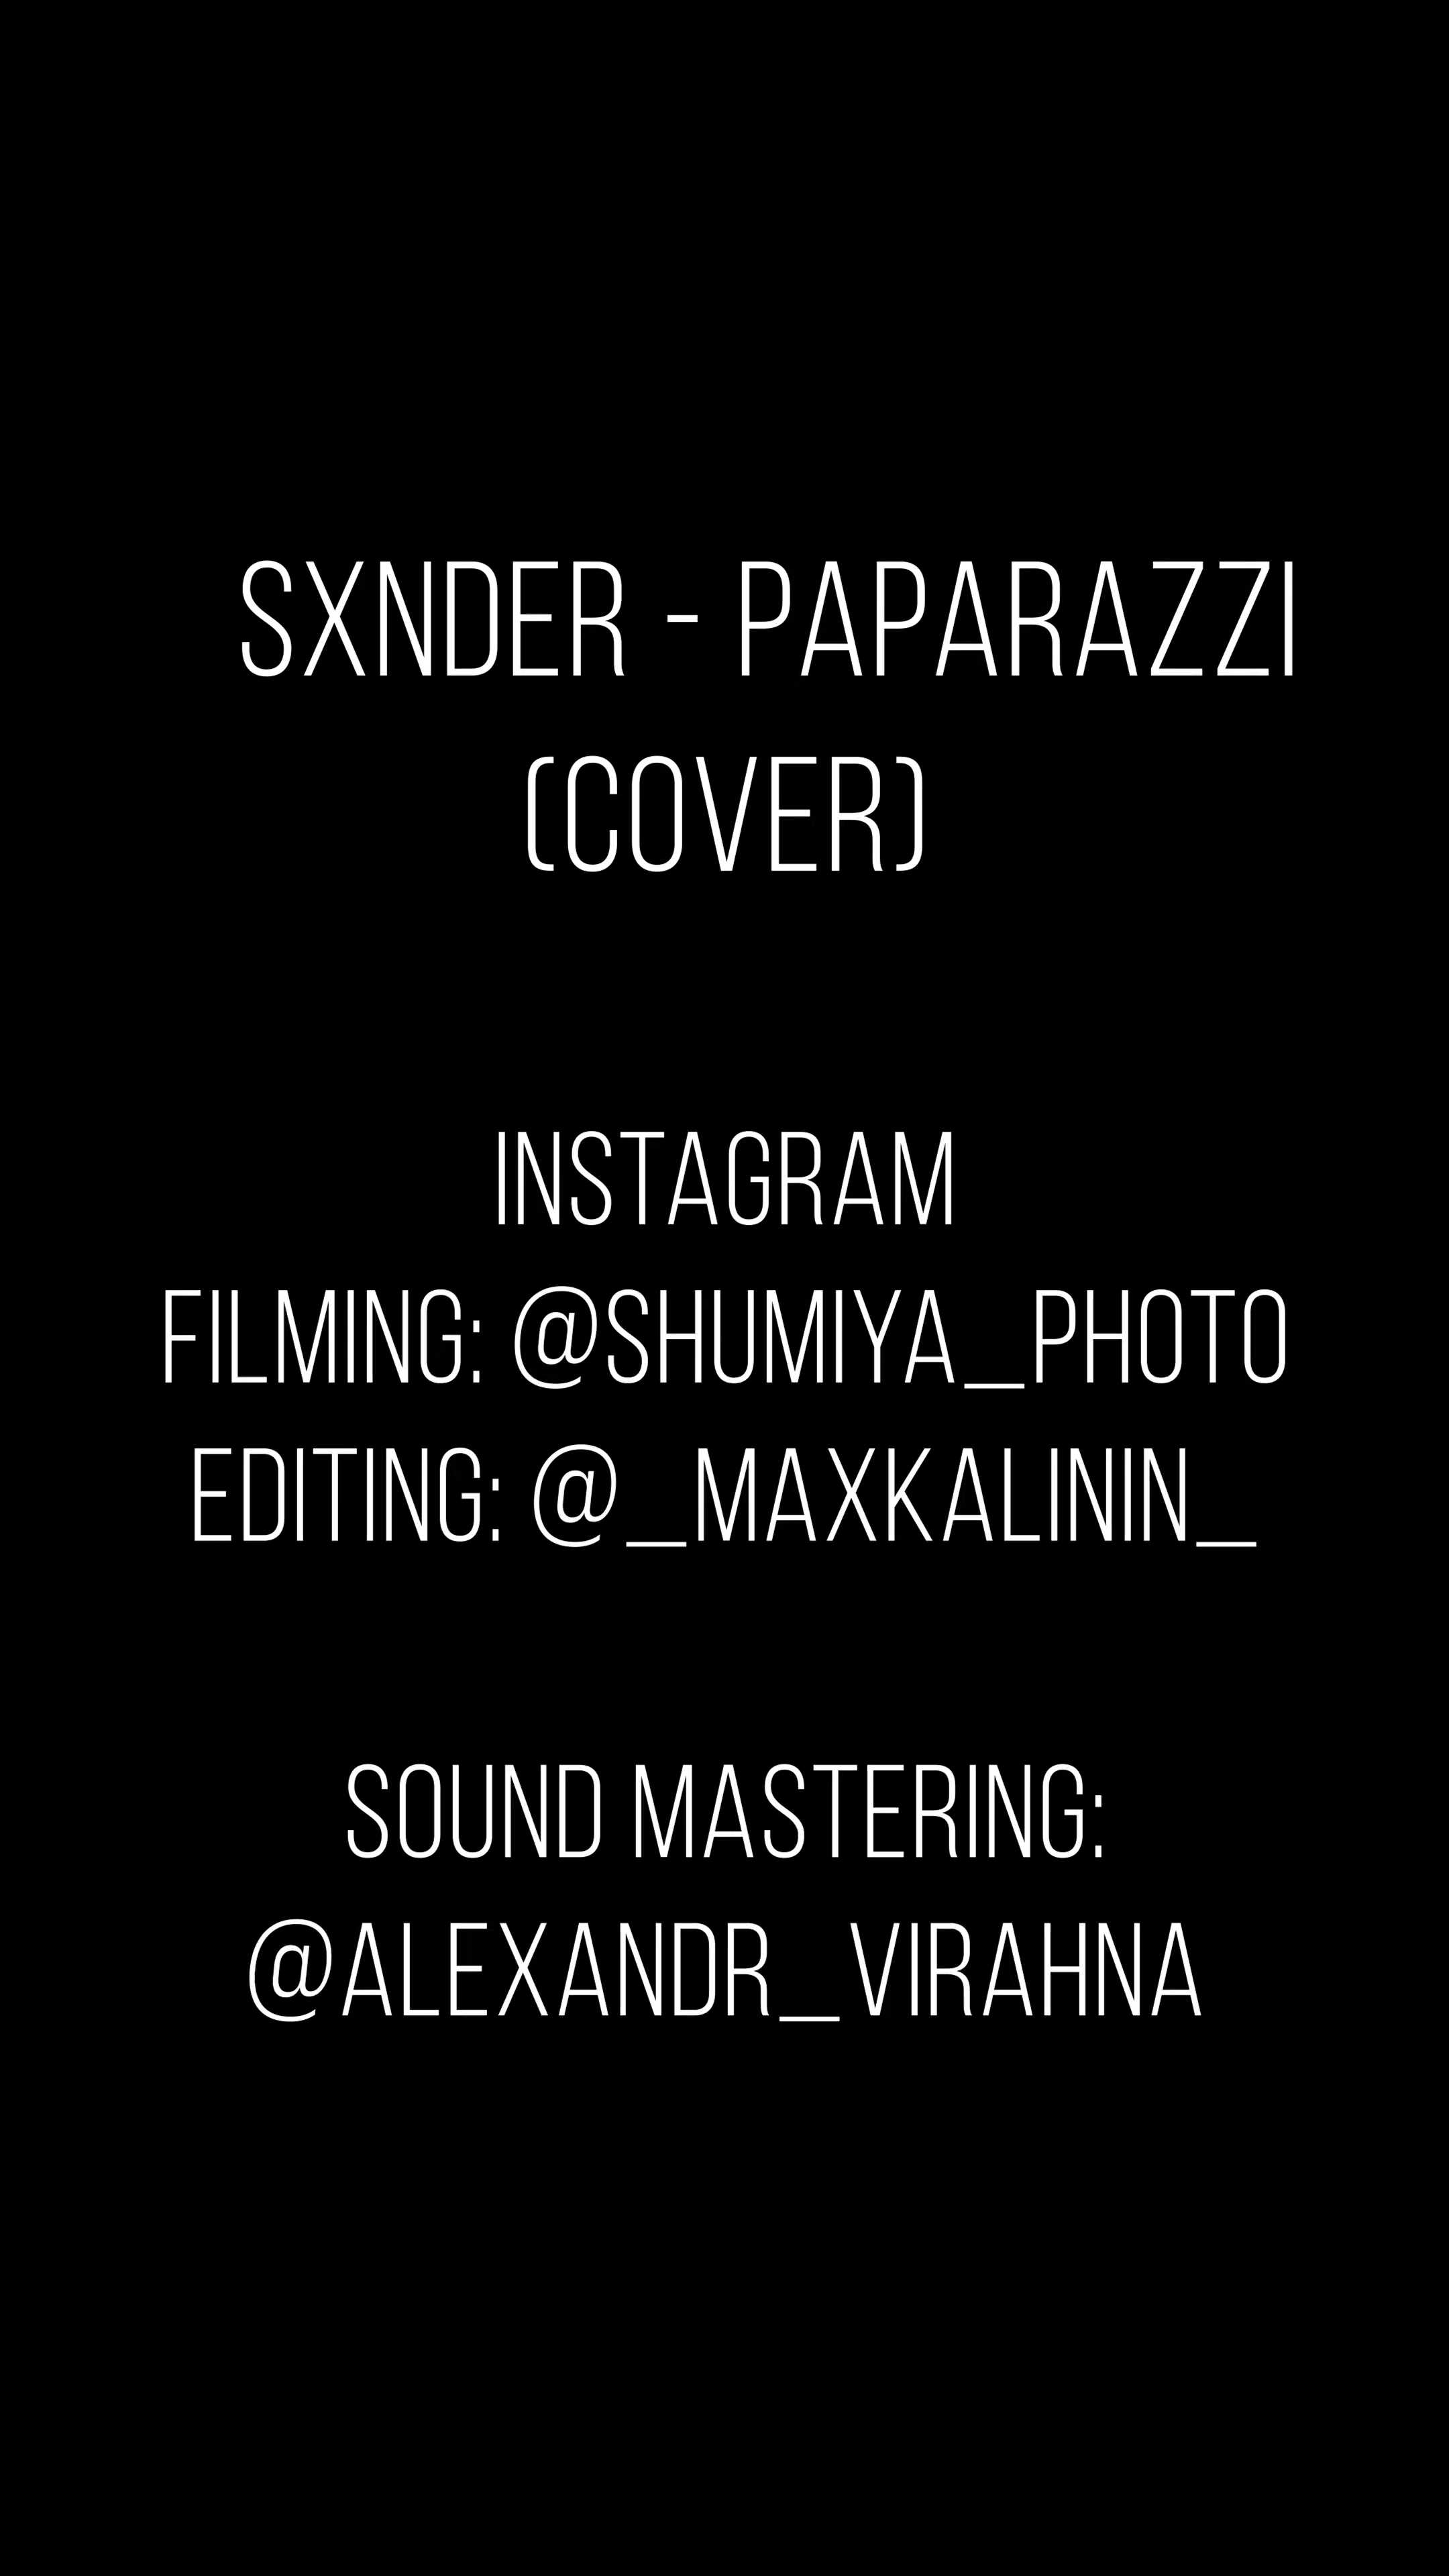 SXNDER - PAPARAZZI
(COVER)
INSTAGRAM
FILMING: @SHUMIYA_PHOTO
EDITING: @_MAXKALININ_
SOUND MASTERING:
@ALEXANDR_VIRAHNA